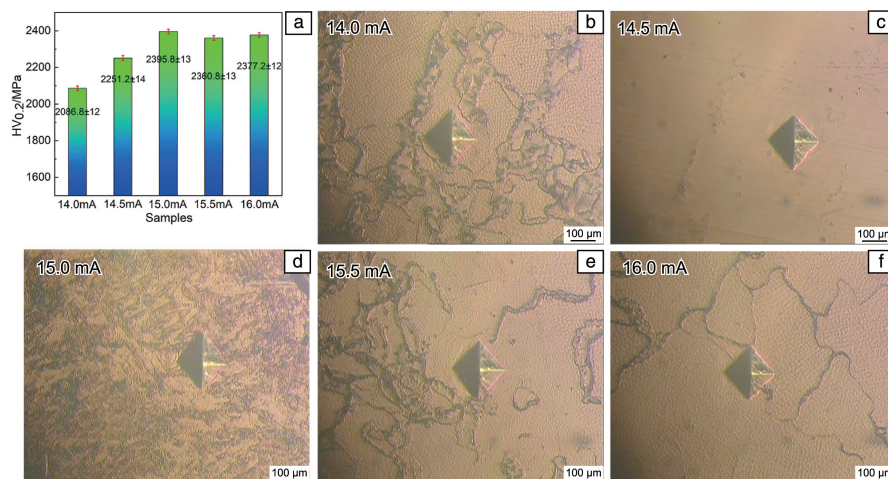 a
HV0.2/MPa
2400
2200
2000
1800
1600
2086.8±12
2251.2±14
2395.8±13
2360.8±13
2377.2±12
14.0mA 14.5mA 15.0mA 15.5mA 16.0mA
Samples
14.0 mA
b
100 μm
14.5 mA
c
100 μm
15.0 mA
d
100 μm
15.5 mA
e
100 μm
16.0 mA
f
100 μm